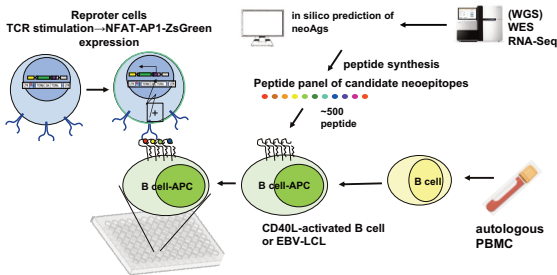 Reproter cells
TCR stimulation→NFAT-AP1-ZsGreen
expression
in silico prediction of
neoAgs
(WGS)
WES
RNA-Seq
peptide synthesis
Peptide panel of candidate neoepitopes
~500
peptide
+
B cell-APC
B cell-APC
B cell
CD40L-activated B cell
or EBV-LCL
autologous
PBMC